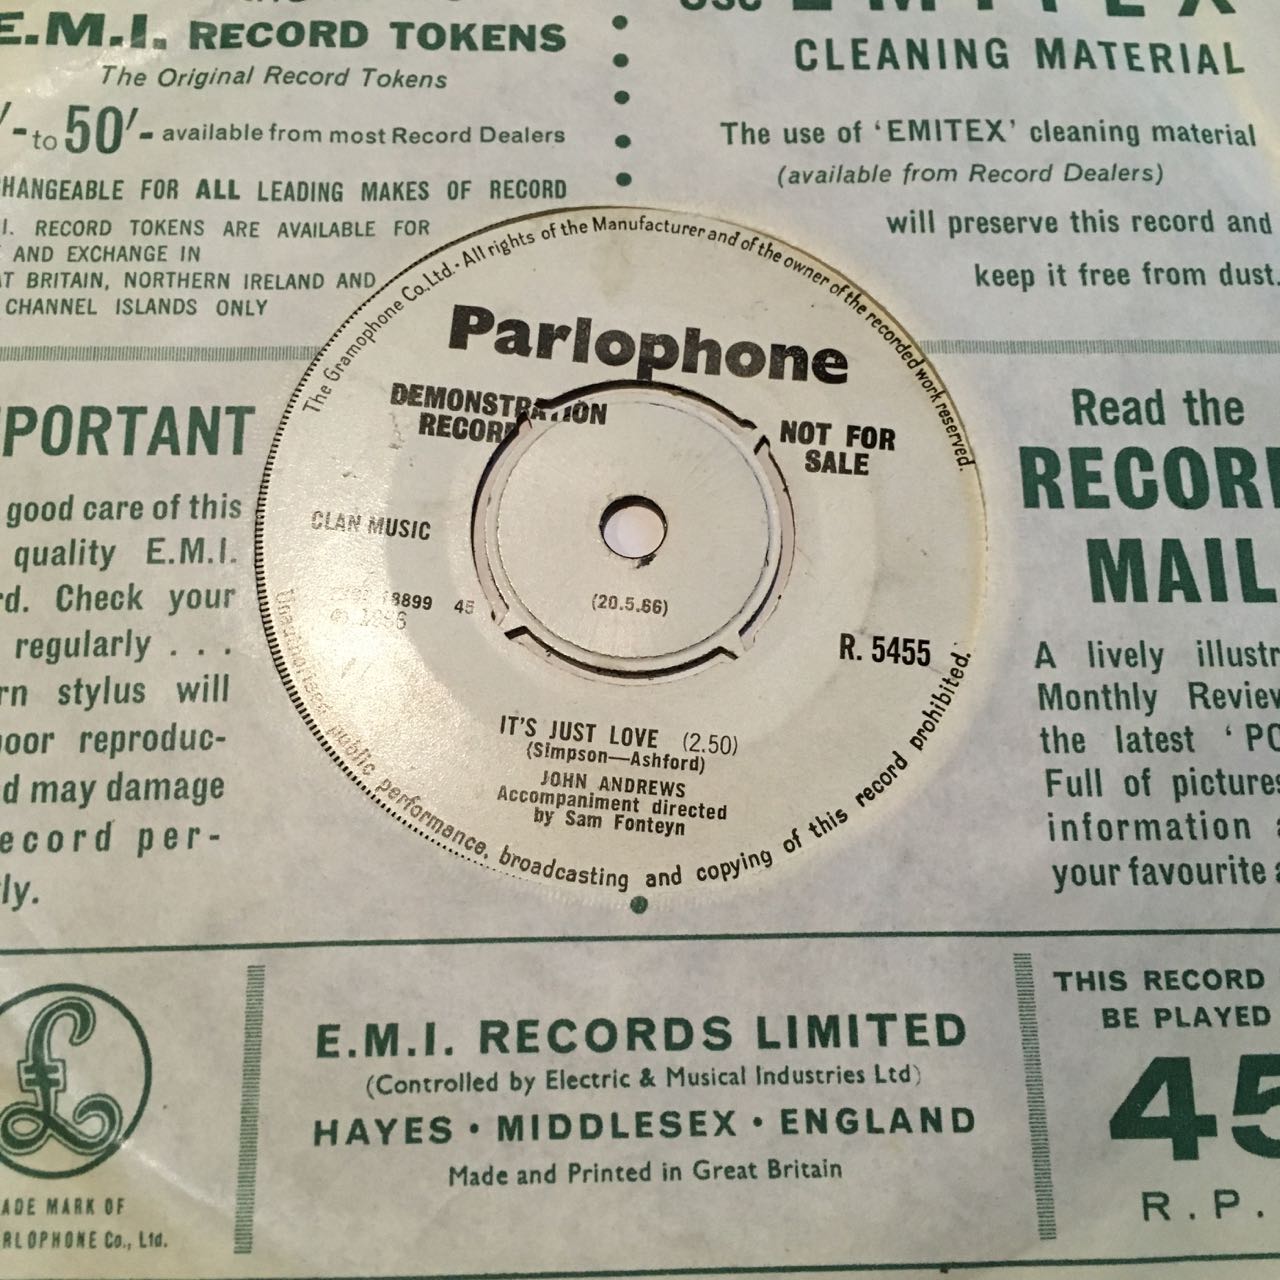 E.M.I. RECORD TOKENS
The Original Record Tokens
/- to 50/- available from most Record Dealers
HANGEABLE FOR ALL LEADING MAKES OF RECORD
I. RECORD TOKENS ARE AVAILABLE FOR
AND EXCHANGE IN
AT BRITAIN, NORTHERN IRELAND AND
CHANNEL ISLANDS ONLY
EMITEX
CLEANING MATERIAL
The use of ‘EMITEX’ cleaning material
(available from Record Dealers)
will preserve this record and
keep it free from dust.
PORTANT
good care of this
quality E.M.I.
rd. Check your
regularly . . .
rn stylus will
poor reproduc-
d may damage
ecord per-
ly.
The Gramophone Co. Ltd. · All rights of the Manufacturer and of the owner of the recorded work reserved.
Parlophone
DEMONSTRATION
RECORD
NOT FOR
SALE
CLAN MUSIC
8899 45
℗ 1966
(20.5.66)
R. 5455
IT'S JUST LOVE (2.50)
(Simpson—Ashford)
JOHN ANDREWS
Accompaniment directed
by Sam Fonteyn
Unauthorised public performance, broadcasting and copying of this record prohibited.
Read the
RECORD
MAIL
A lively illustr
Monthly Review
the latest ‘ PO
Full of pictures
information a
your favourite a
ADE MARK OF
RLOPHONE Co., Ltd.
E.M.I. RECORDS LIMITED
(Controlled by Electric & Musical Industries Ltd)
HAYES · MIDDLESEX · ENGLAND
Made and Printed in Great Britain
THIS RECORD
BE PLAYED
45
R.P.